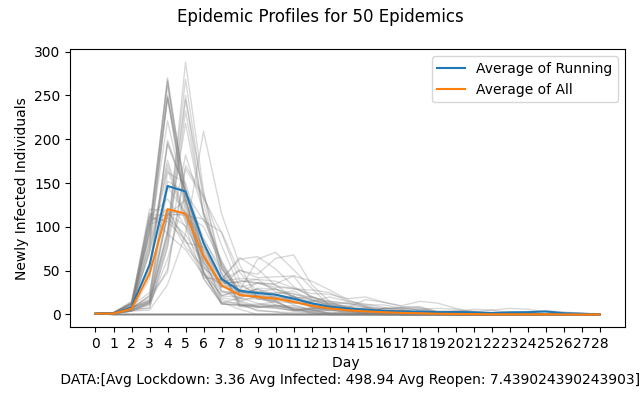 Epidemic Profiles for 50 Epidemics
Newly Infected Individuals
300
250
200
150
100
50
0
Average of Running
Average of All
0 1 2 3 4 5 6 7 8 9 10 11 12 13 14 15 16 17 18 19 20 21 22 23 24 25 26 27 28
Day
DATA:[Avg Lockdown: 3.36 Avg Infected: 498.94 Avg Reopen: 7.439024390243903]